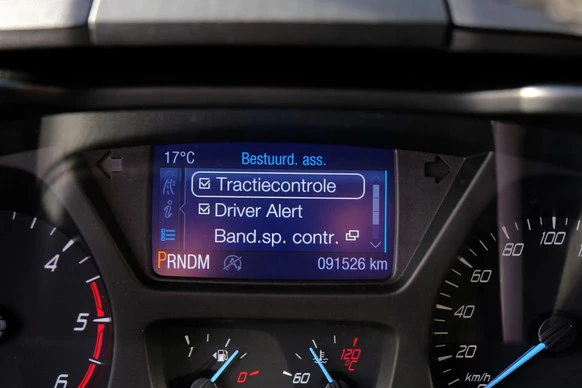 17°C Bestuurd. ass.
Tractiecontrole
Driver Alert
Band.sp. contr.
PRNDM 091526 km
4
5
6
1 0
60 120 °C
20 40 60 80 100
km/h